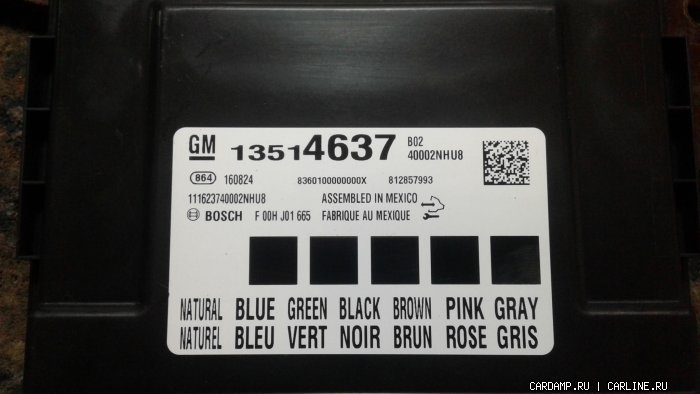 GM 13514637 B02
40002NHU8
864 160824 8360100000000X 812857993
111623740002NHU8 ASSEMBLED IN MEXICO
BOSCH F 00H J01 665 FABRIQUE AU MEXIQUE
NATURAL BLUE GREEN BLACK BROWN PINK GRAY
NATUREL BLEU VERT NOIR BRUN ROSE GRIS
CARDAMP.RU | CARLINE.RU